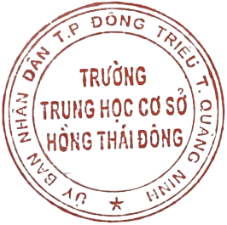 ỦY BAN NHÂN DÂN T.P ĐÔNG TRIỀU T. QUẢNG NINH
TRƯỜNG
TRUNG HỌC CƠ SỞ
HỒNG THÁI ĐÔNG